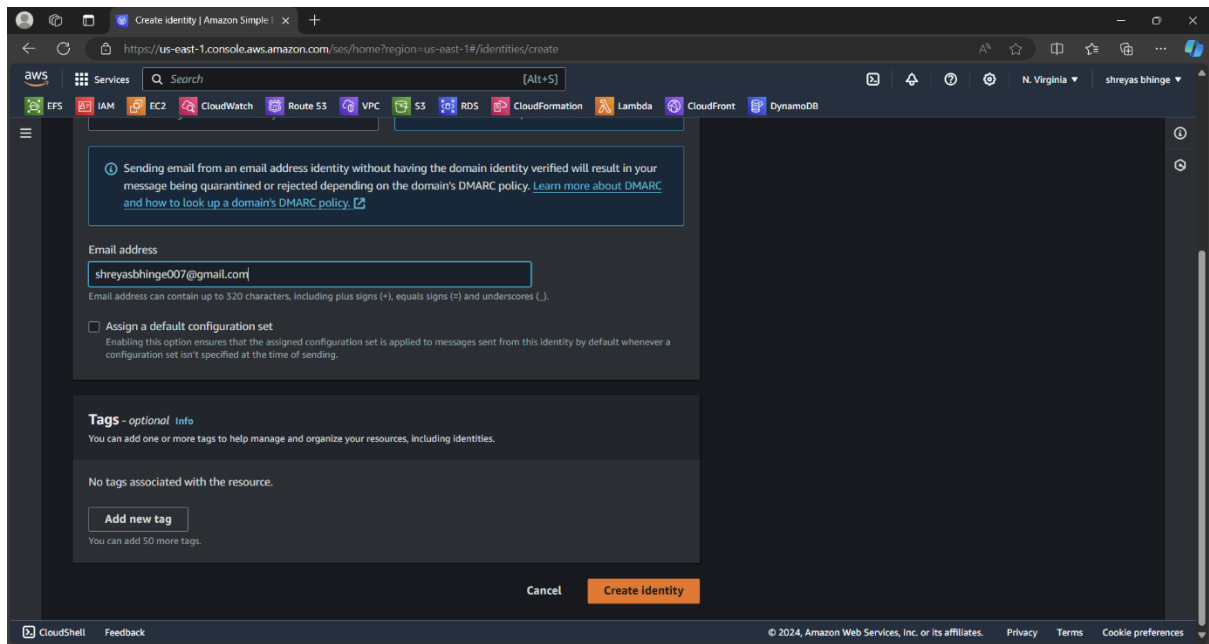 Create identity | Amazon Simple E
https://us-east-1.console.aws.amazon.com/ses/home?region=us-east-1#/identities/create
aws Services Search [Alt+S] N. Virginia shreyas bhinge
EFS IAM EC2 CloudWatch Route 53 VPC S3 RDS CloudFormation Lambda CloudFront DynamoDB
Sending email from an email address identity without having the domain identity verified will result in your
message being quarantined or rejected depending on the domain's DMARC policy. Learn more about DMARC
and how to look up a domain's DMARC policy.
Email address
shreyasbhinge007@gmail.com
Email address can contain up to 320 characters, including plus signs (+), equals signs (=) and underscores (_).
Assign a default configuration set
Enabling this option ensures that the assigned configuration set is applied to messages sent from this identity by default whenever a
configuration set isn't specified at the time of sending.
Tags - optional Info
You can add one or more tags to help manage and organize your resources, including identities.
No tags associated with the resource.
Add new tag
You can add 50 more tags.
Cancel Create identity
CloudShell Feedback © 2024, Amazon Web Services, Inc. or its affiliates. Privacy Terms Cookie preferences